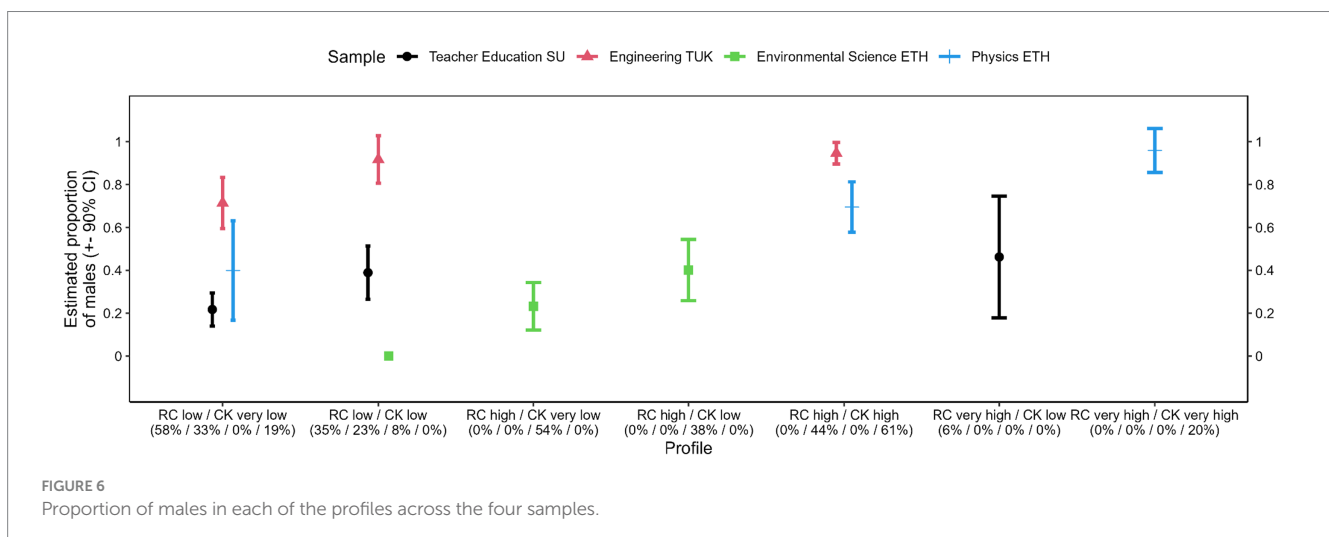 Sample Teacher Education SU Engineering TUK Environmental Science ETH Physics ETH
Estimated proportion
of males (+- 90% CI)
1
0.8
0.6
0.4
0.2
0
1
0.8
0.6
0.4
0.2
0
RC low / CK very low
(58% / 33% / 0% / 19%)
RC low / CK low
(35% / 23% / 8% / 0%)
RC high / CK very low
(0% / 0% / 54% / 0%)
RC high / CK low
(0% / 0% / 38% / 0%)
RC high / CK high
(0% / 44% / 0% / 61%)
RC very high / CK low
(6% / 0% / 0% / 0%)
RC very high / CK very high
(0% / 0% / 0% / 20%)
Profile
FIGURE 6
Proportion of males in each of the profiles across the four samples.